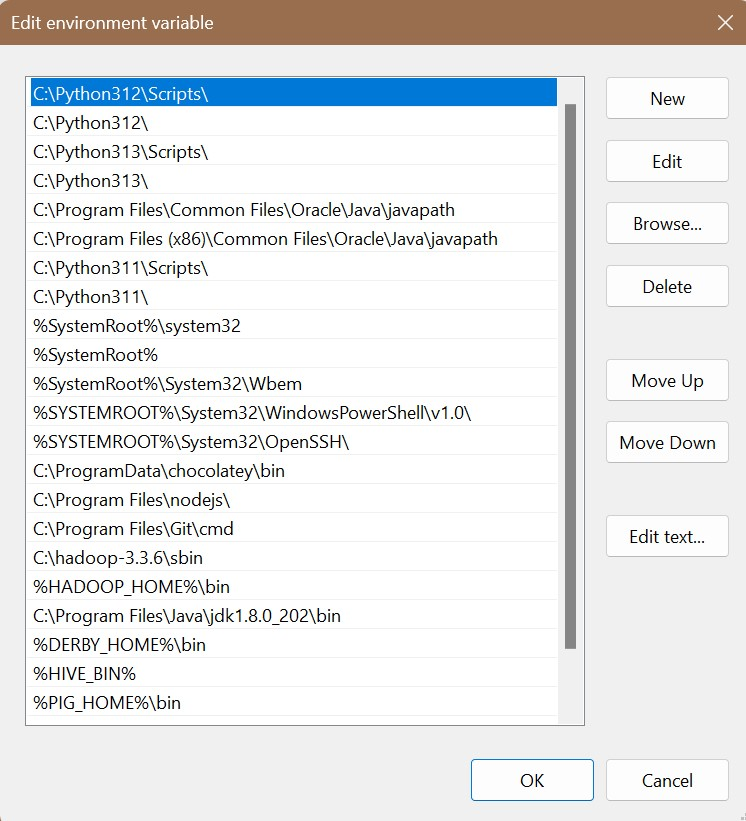 Edit environment variable
C:\Python312\Scripts\
C:\Python312\
C:\Python313\Scripts\
C:\Python313\
C:\Program Files\Common Files\Oracle\Java\javapath
C:\Program Files (x86)\Common Files\Oracle\Java\javapath
C:\Python311\Scripts\
C:\Python311\
%SystemRoot%\system32
%SystemRoot%
%SystemRoot%\System32\Wbem
%SYSTEMROOT%\System32\WindowsPowerShell\v1.0\
%SYSTEMROOT%\System32\OpenSSH\
C:\ProgramData\chocolatey\bin
C:\Program Files\nodejs\
C:\Program Files\Git\cmd
C:\hadoop-3.3.6\sbin
%HADOOP_HOME%\bin
C:\Program Files\Java\jdk1.8.0_202\bin
%DERBY_HOME%\bin
%HIVE_BIN%
%PIG_HOME%\bin
New
Edit
Browse...
Delete
Move Up
Move Down
Edit text...
OK
Cancel